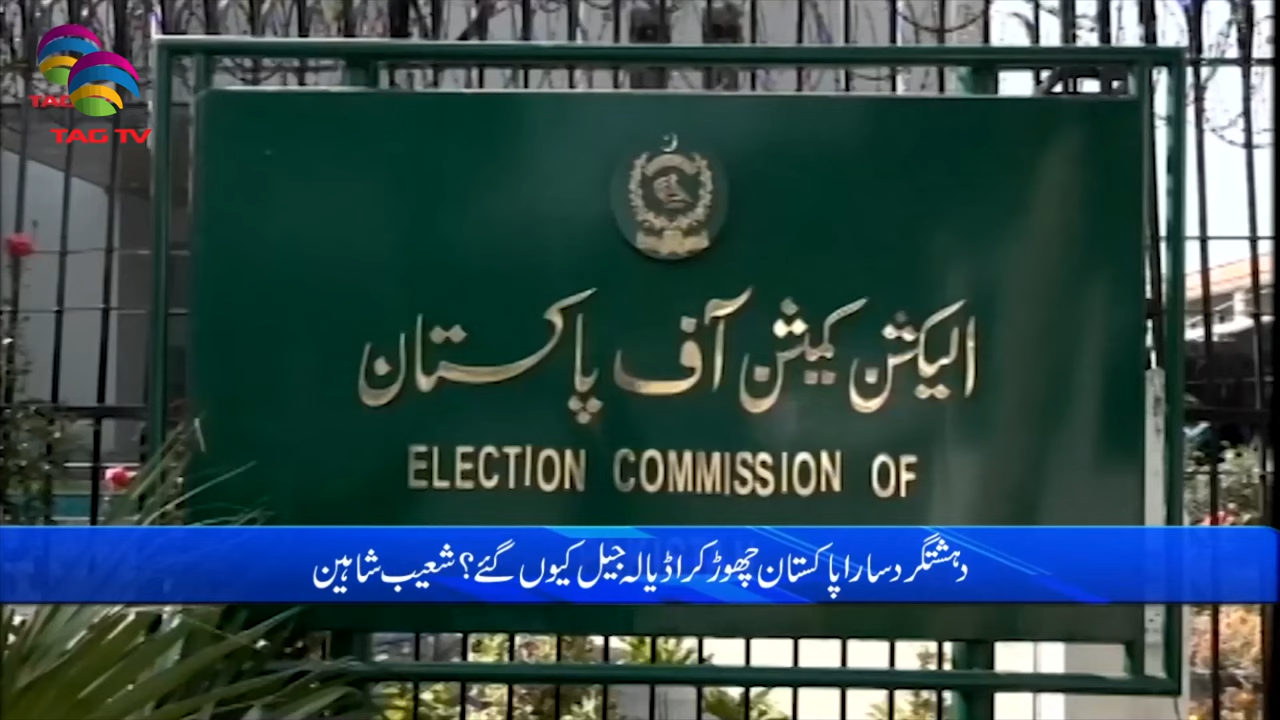 TAG TV
الیکشن کمیشن آف پاکستان
ELECTION COMMISSION OF
دہشتگرد سارا پاکستان چھوڑ کر اڈیالہ جیل کیوں گئے؟ شعیب شاہین